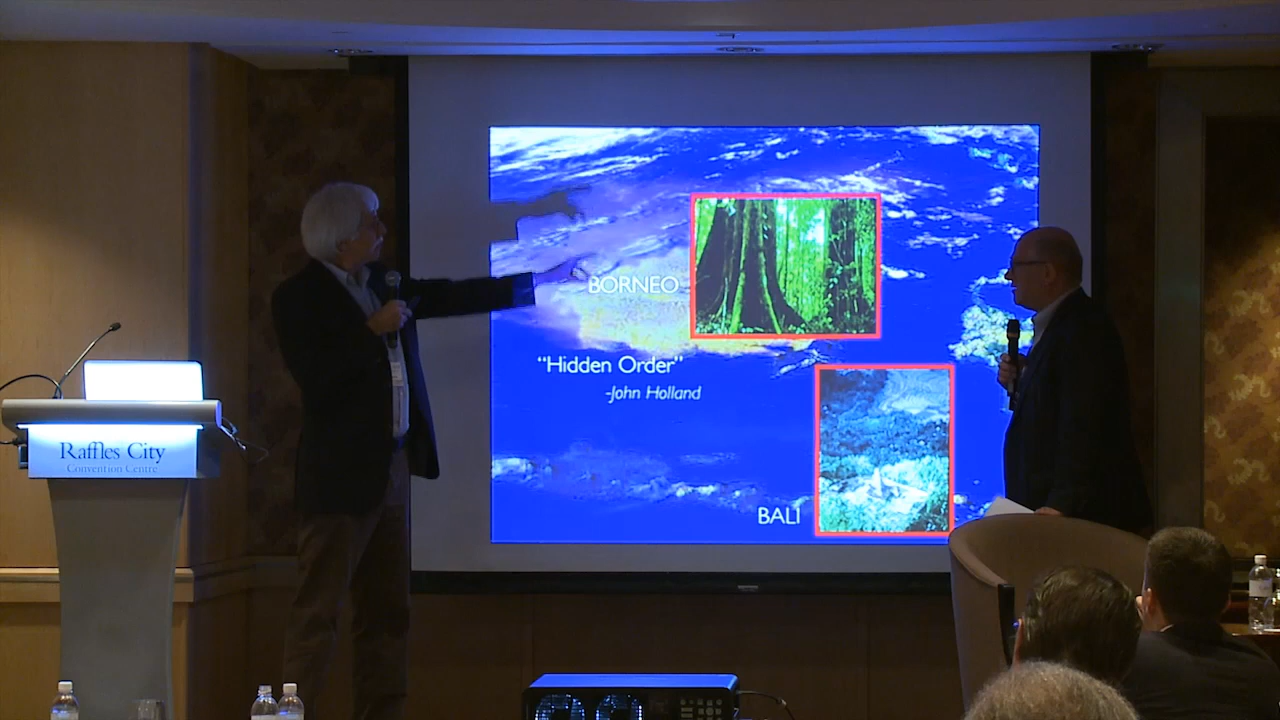 BORNEO
"Hidden Order"
-John Holland
BALI
Raffles City
Convention Centre